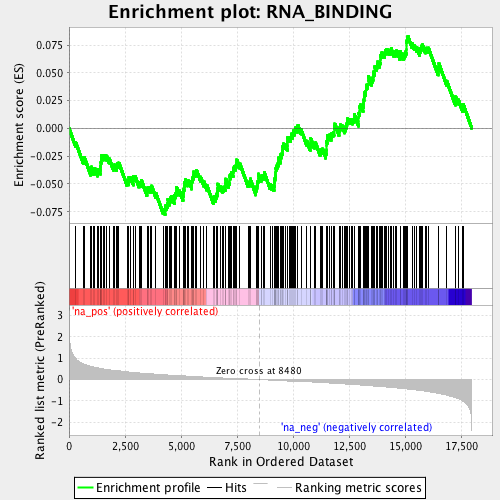 Enrichment plot: RNA_BINDING
Enrichment score (ES)
0.075
0.050
0.025
0.000
-0.025
-0.050
-0.075
'na_pos' (positively correlated)
Ranked list metric (PreRanked)
3
2
1
0
-1
-2
Zero cross at 8480
'na_neg' (negatively correlated)
0
2,500
5,000
7,500
10,000
12,500
15,000
17,500
Rank in Ordered Dataset
Enrichment profile
Hits
Ranking metric scores